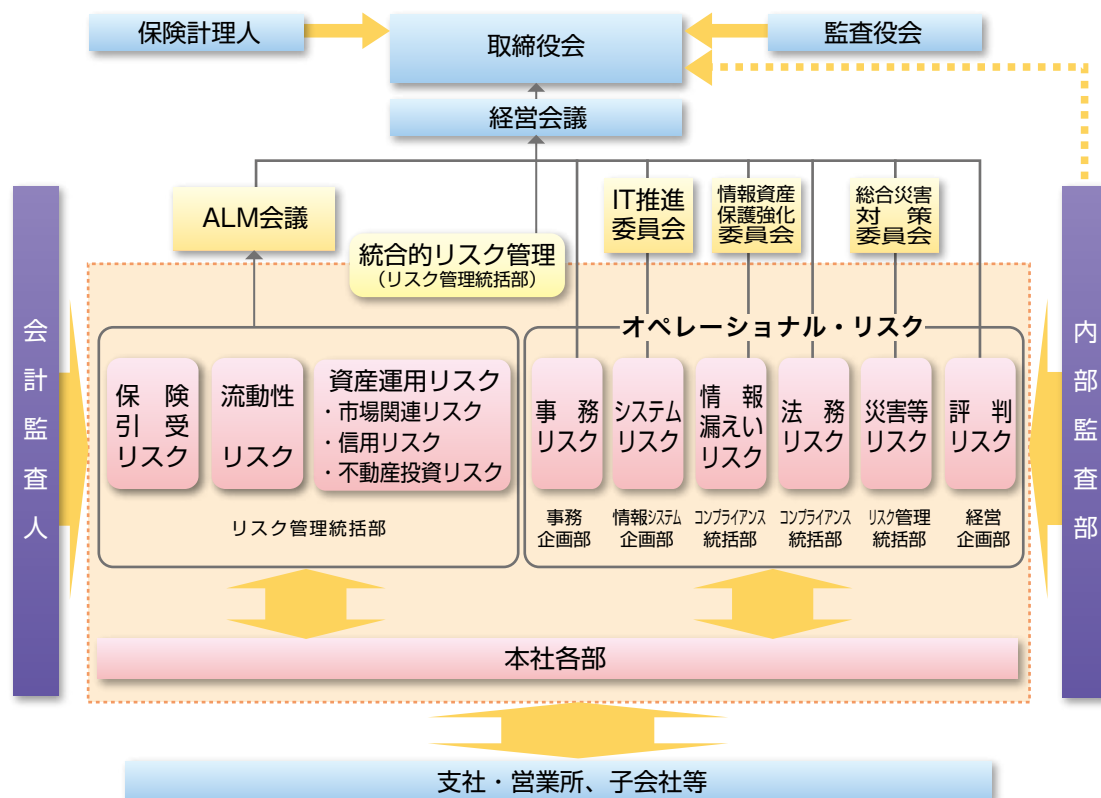 保険計理人
取締役会
監査役会
経営会議
ALM会議
統合的リスク管理
（リスク管理統括部）
IT推進
委員会
情報資産
保護強化
委員会
総合災害
対　策
委員会
会計監査人
内部監査部
オペレーショナル・リスク
保　険
引　受
リスク
流動性
リスク
資産運用リスク
・市場関連リスク
・信用リスク
・不動産投資リスク
リスク管理統括部
事　務
リスク
システム
リスク
情　報
漏えい
リスク
法　務
リスク
災害等
リスク
評　判
リスク
事務
企画部
情報システム
企画部
コンプライアンス
統括部
コンプライアンス
統括部
リスク管理
統括部
経営
企画部
本社各部
支社・営業所、子会社等